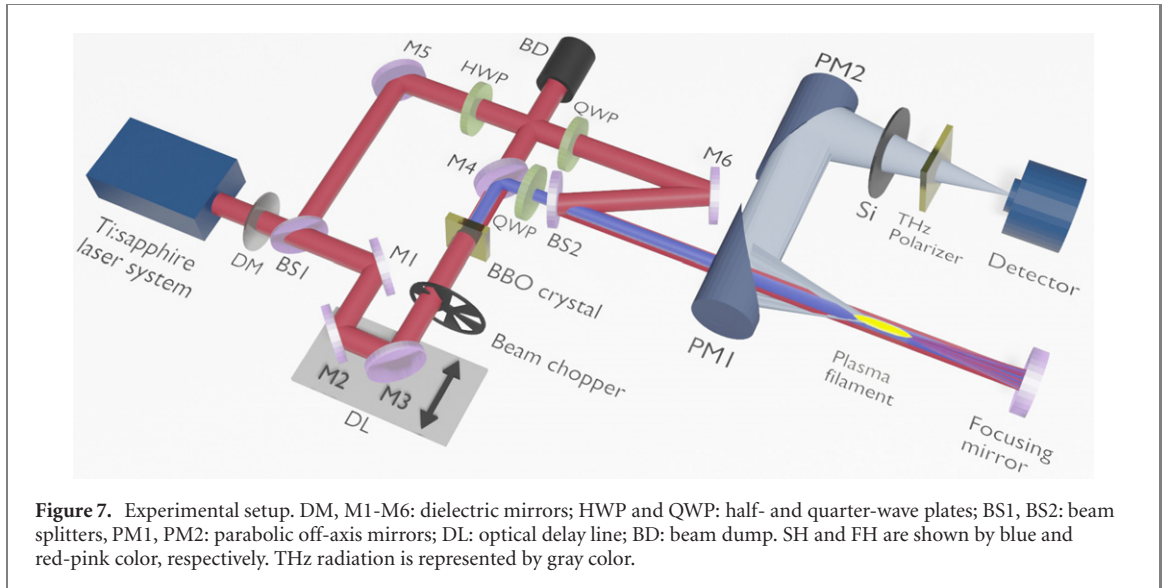 M5
BD
HWP
QWP
PM2
M4
M6
Si
THz
Polarizer
Detector
Ti:sapphire
laser system
DM
BS1
M1
QWP
BS2
BBO crystal
Beam chopper
PM1
M2
M3
DL
Plasma
filament
Focusing
mirror
Figure 7. Experimental setup. DM, M1-M6: dielectric mirrors; HWP and QWP: half- and quarter-wave plates; BS1, BS2: beam
splitters, PM1, PM2: parabolic off-axis mirrors; DL: optical delay line; BD: beam dump. SH and FH are shown by blue and
red-pink color, respectively. THz radiation is represented by gray color.